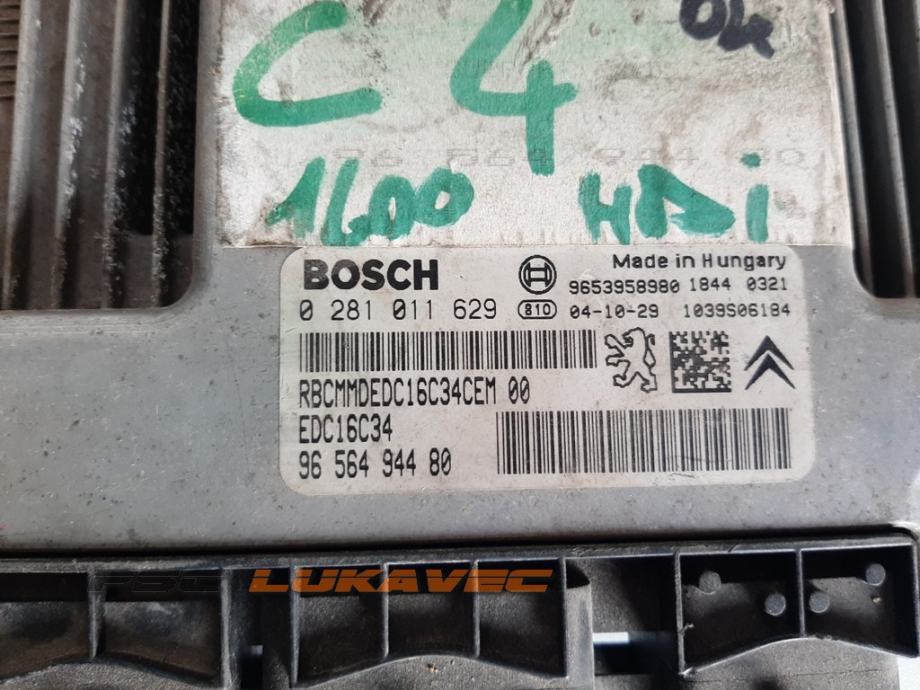 C4
04
1600 HDi
BOSCH
Made in Hungary
9653958980 1844 0321
0 281 011 629 810 04-10-29 1039S06184
RBCMMDEDC16C34CEM 00
EDC16C34
96 564 944 80
PSC LUKAVEC